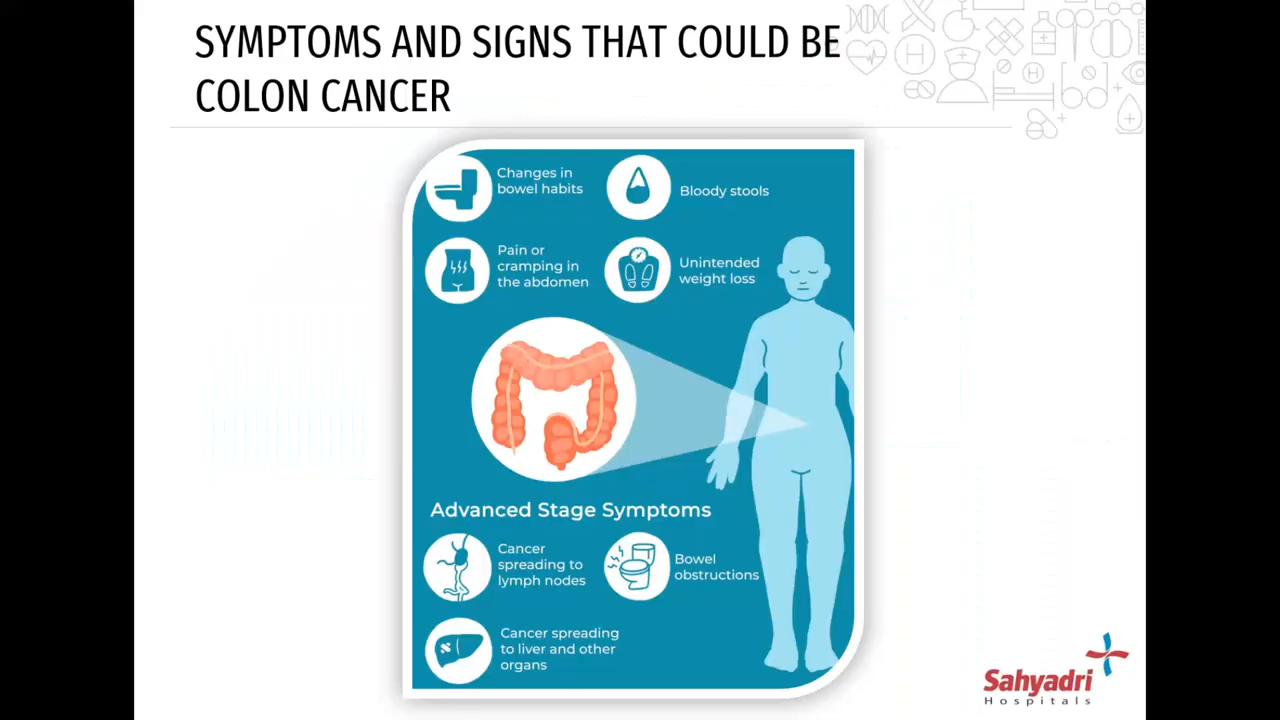 SYMPTOMS AND SIGNS THAT COULD BE
COLON CANCER
Changes in
bowel habits
Bloody stools
Pain or
cramping in
the abdomen
Unintended
weight loss
Advanced Stage Symptoms
Cancer
spreading to
lymph nodes
Bowel
obstructions
Cancer spreading
to liver and other
organs
Sahyadri
Hospitals